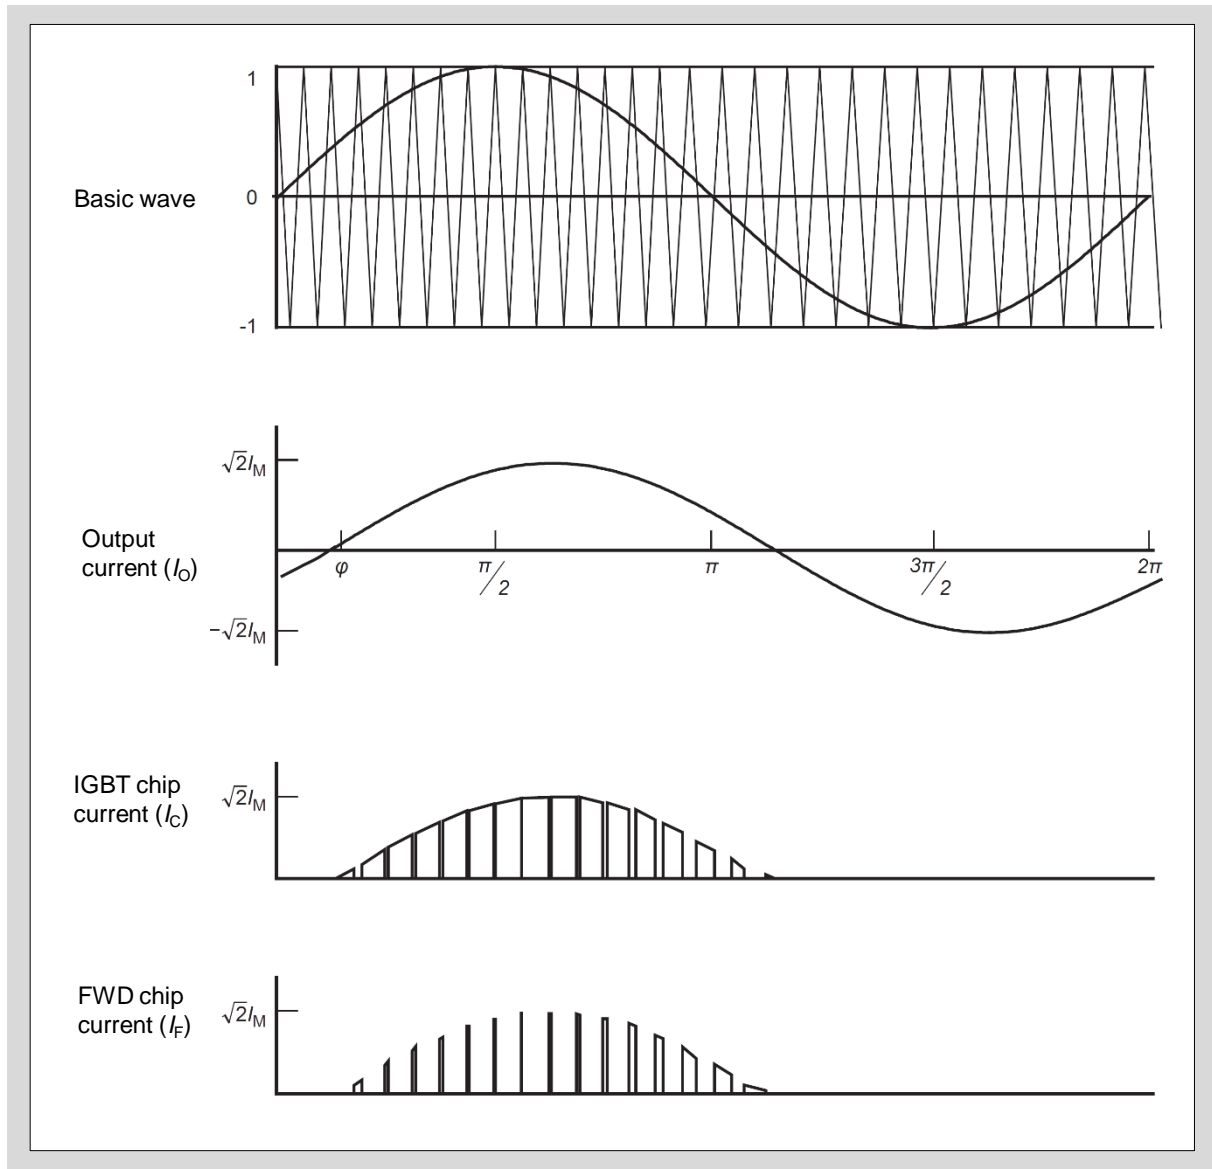 1
Basic wave
0
-1
√2I_M
Output
current (I_O)
φ
π/2
π
3π/2
2π
−√2I_M
IGBT chip
current (I_C)
√2I_M
FWD chip
current (I_F)
√2I_M